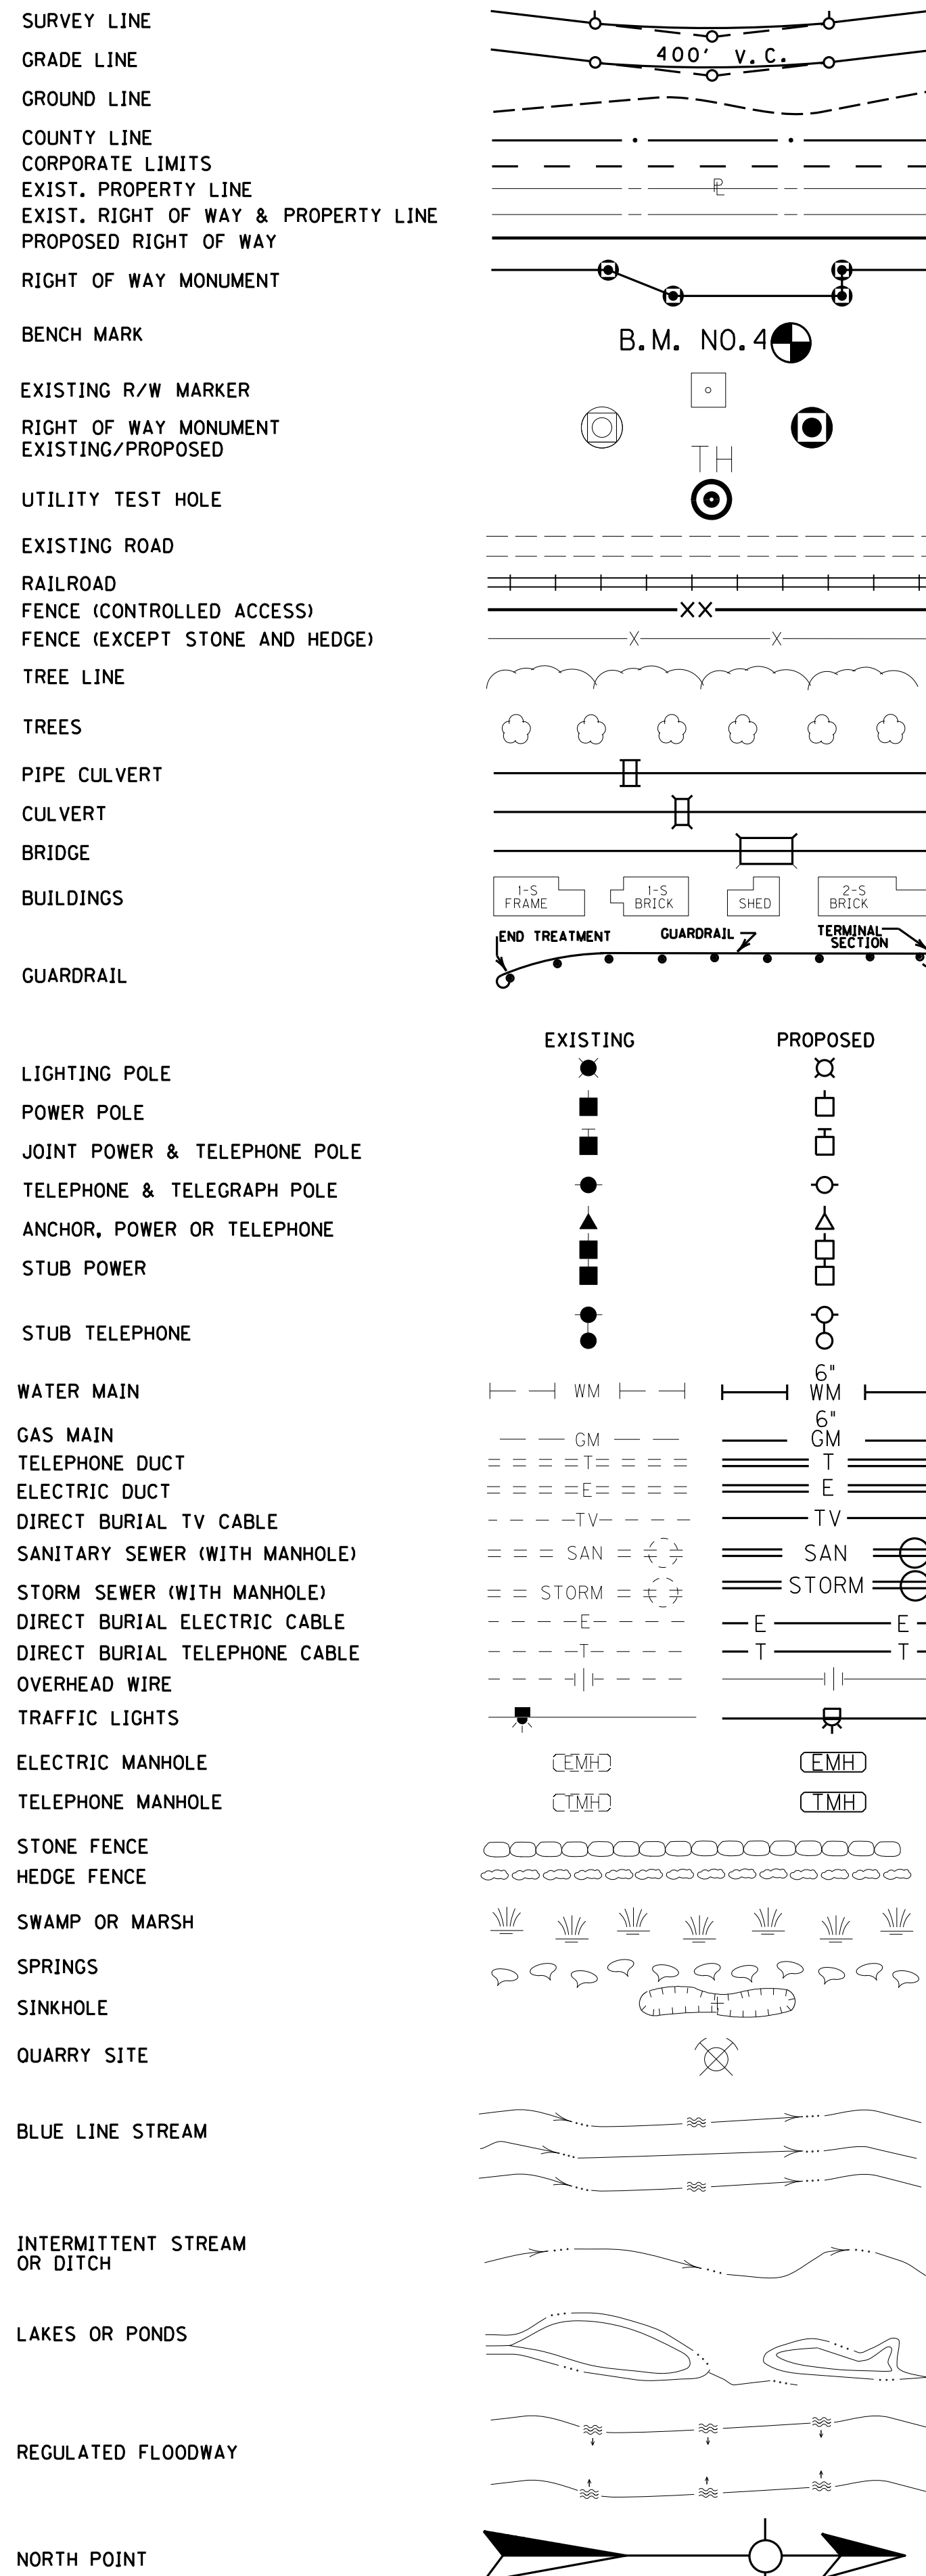 SURVEY LINE
GRADE LINE 400' V.C.
GROUND LINE
COUNTY LINE
CORPORATE LIMITS
EXIST. PROPERTY LINE PL
EXIST. RIGHT OF WAY & PROPERTY LINE
PROPOSED RIGHT OF WAY
RIGHT OF WAY MONUMENT
BENCH MARK B.M. NO. 4
EXISTING R/W MARKER
RIGHT OF WAY MONUMENT
EXISTING/PROPOSED
TH
UTILITY TEST HOLE
EXISTING ROAD
RAILROAD
FENCE (CONTROLLED ACCESS) XX
FENCE (EXCEPT STONE AND HEDGE) X X
TREE LINE
TREES
PIPE CULVERT
CULVERT
BRIDGE
BUILDINGS
1-S FRAME 1-S BRICK SHED 2-S BRICK
END TREATMENT GUARDRAIL TERMINAL SECTION
GUARDRAIL
EXISTING PROPOSED
LIGHTING POLE
POWER POLE
JOINT POWER & TELEPHONE POLE
TELEPHONE & TELEGRAPH POLE
ANCHOR, POWER OR TELEPHONE
STUB POWER
STUB TELEPHONE
6"
WATER MAIN WM WM
6"
GAS MAIN GM GM
TELEPHONE DUCT T T
ELECTRIC DUCT E E
DIRECT BURIAL TV CABLE TV TV
SANITARY SEWER (WITH MANHOLE) SAN SAN
STORM SEWER (WITH MANHOLE) STORM STORM
DIRECT BURIAL ELECTRIC CABLE E E E
DIRECT BURIAL TELEPHONE CABLE T T T
OVERHEAD WIRE
TRAFFIC LIGHTS
ELECTRIC MANHOLE EMH EMH
TELEPHONE MANHOLE TMH TMH
STONE FENCE
HEDGE FENCE
SWAMP OR MARSH
SPRINGS
SINKHOLE
QUARRY SITE
BLUE LINE STREAM
INTERMITTENT STREAM
OR DITCH
LAKES OR PONDS
REGULATED FLOODWAY
NORTH POINT